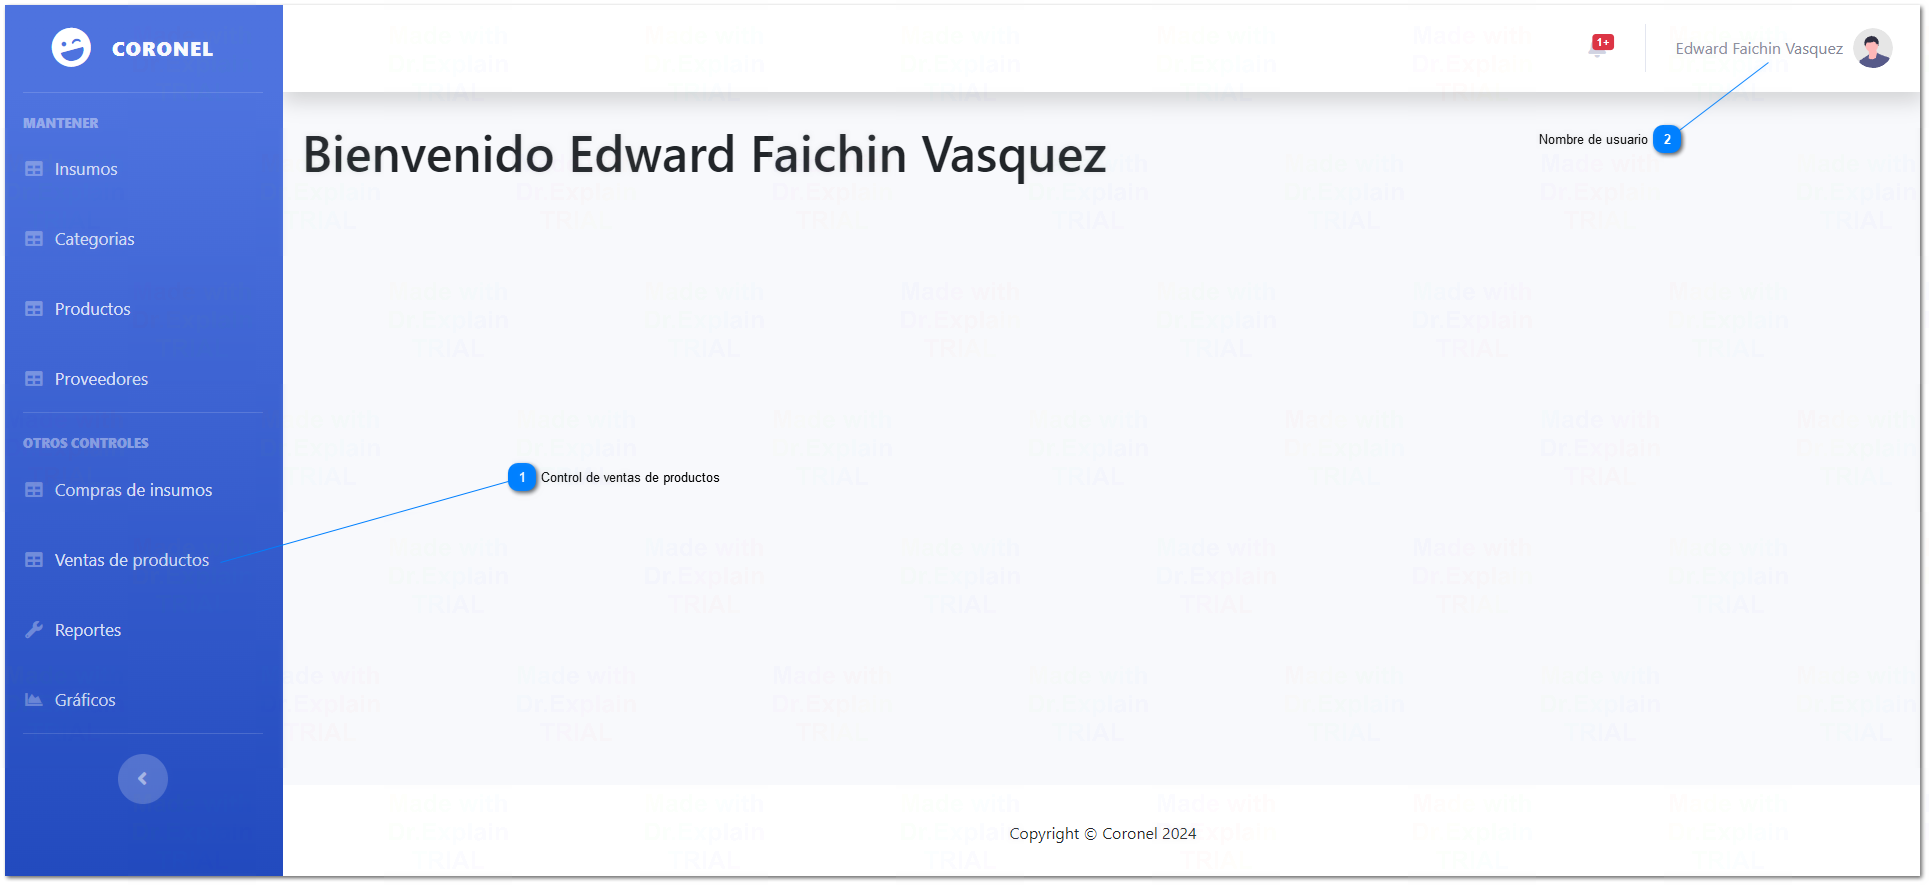 CORONEL
1+
Edward Faichin Vasquez
MANTENER
Insumos
Categorias
Productos
Proveedores
OTROS CONTROLES
Compras de insumos
Ventas de productos
Reportes
Gráficos
Bienvenido Edward Faichin Vasquez
Nombre de usuario 2
1 Control de ventas de productos
Copyright © Coronel 2024
Made with
Dr.Explain
TRIAL